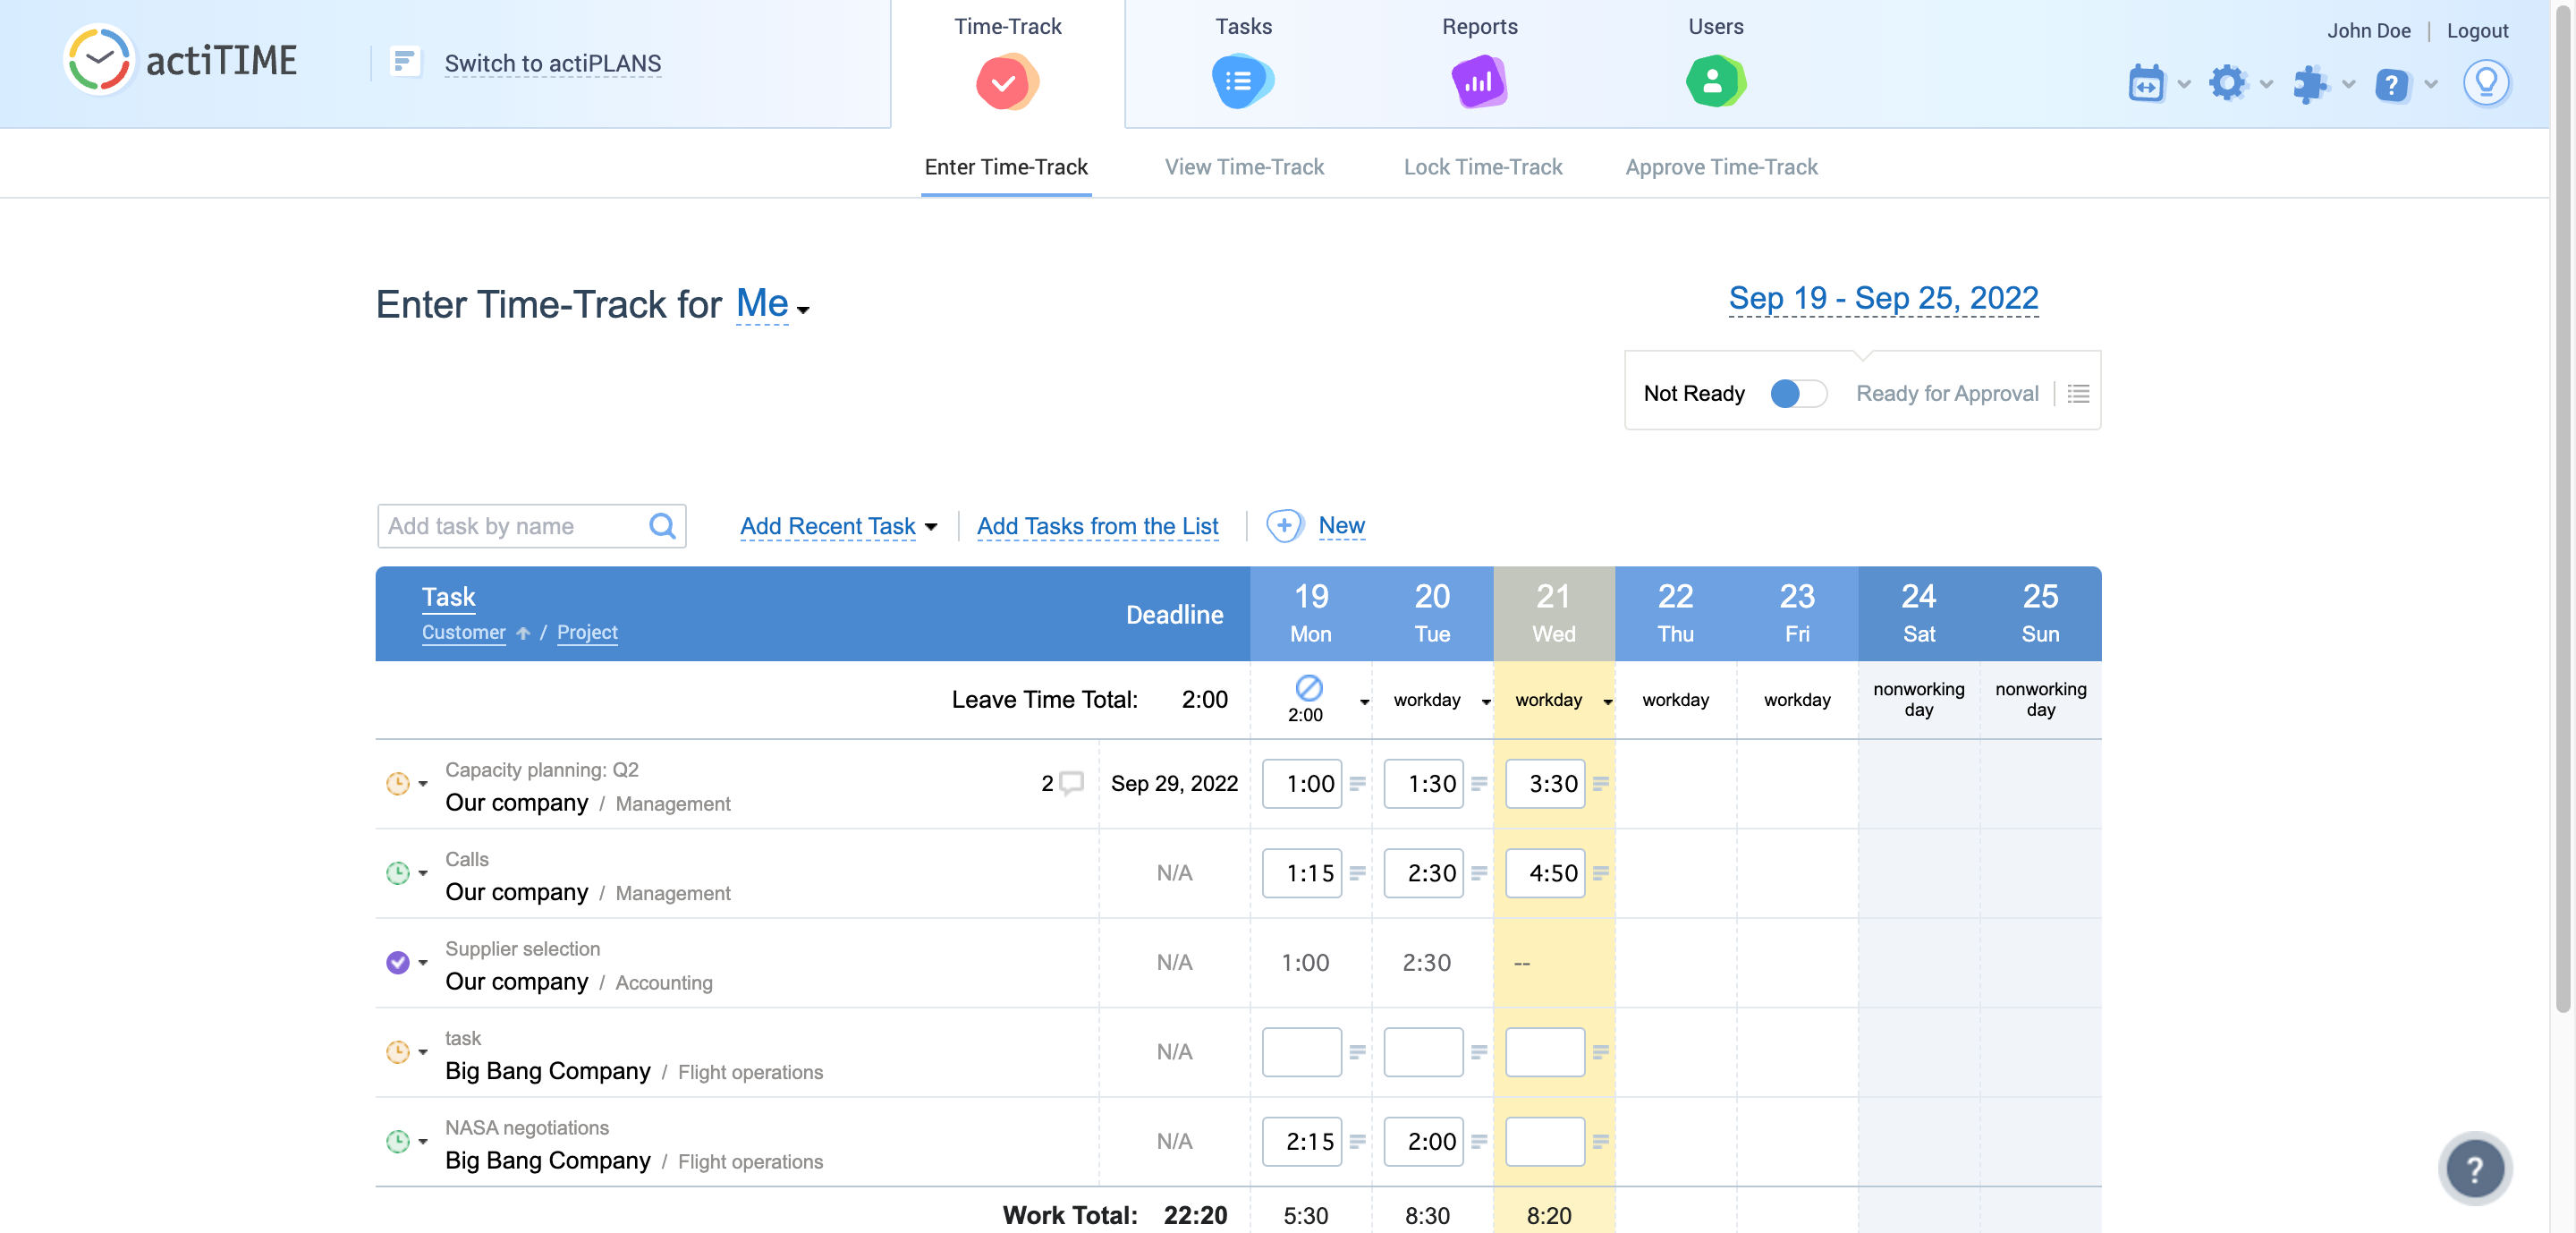 actiTIME
Switch to actiPLANS
Time-Track
Tasks
Reports
Users
John Doe
Logout
?
Enter Time-Track
View Time-Track
Lock Time-Track
Approve Time-Track
Enter Time-Track for Me
Sep 19 - Sep 25, 2022
Not Ready
Ready for Approval
Add task by name
Add Recent Task
Add Tasks from the List
New
Task
Customer / Project
Deadline
19 Mon
20 Tue
21 Wed
22 Thu
23 Fri
24 Sat
25 Sun
Leave Time Total: 2:00
2:00
workday
workday
workday
workday
nonworking day
nonworking day
Capacity planning: Q2
Our company / Management
2 Sep 29, 2022 1:00 1:30 3:30
Calls
Our company / Management
N/A 1:15 2:30 4:50
Supplier selection
Our company / Accounting
N/A 1:00 2:30 --
task
Big Bang Company / Flight operations
N/A
NASA negotiations
Big Bang Company / Flight operations
N/A 2:15 2:00
Work Total: 22:20 5:30 8:30 8:20
?